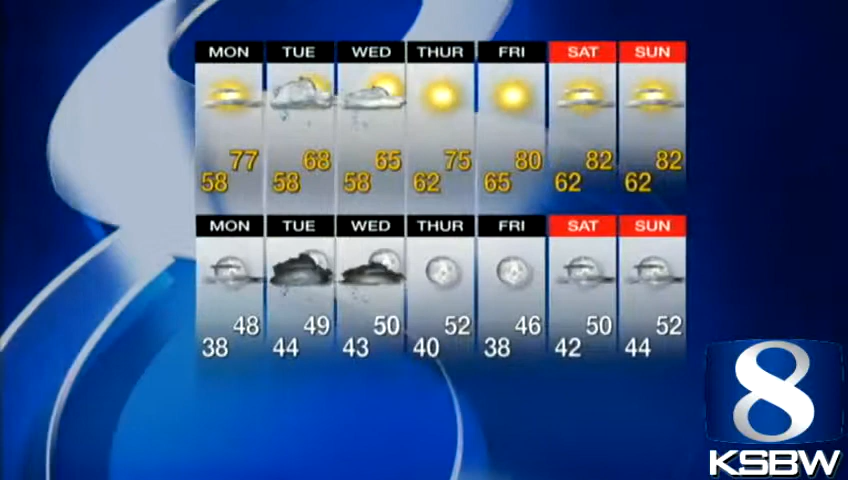 MON TUE WED THUR FRI SAT SUN
77 68 65 75 80 82 82
58 58 58 62 65 62 62
MON TUE WED THUR FRI SAT SUN
48 49 50 52 46 50 52
38 44 43 40 38 42 44
8
KSBW